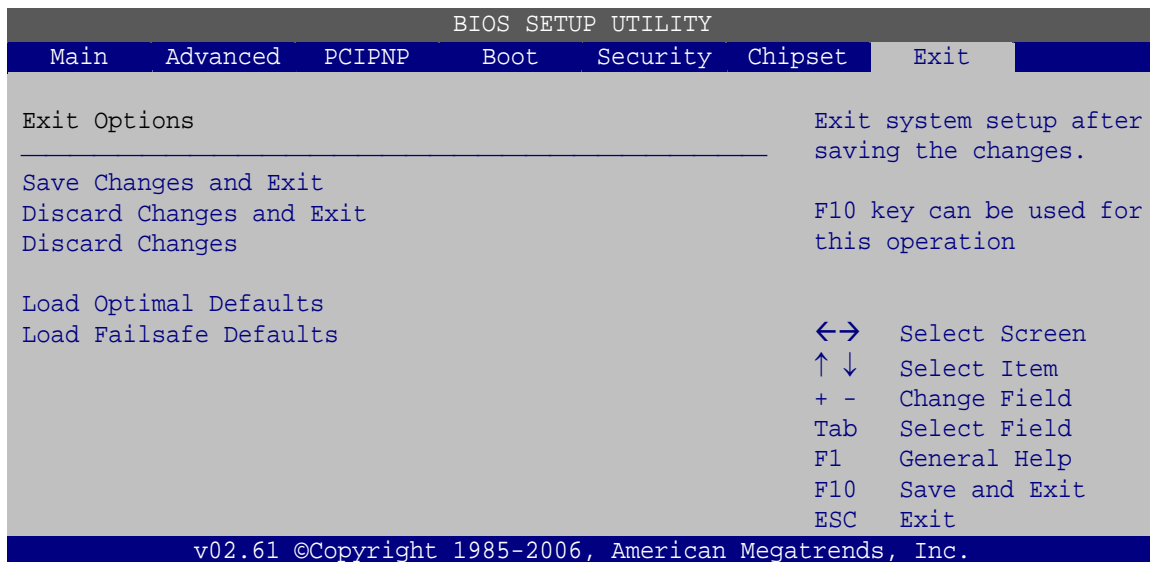 BIOS SETUP UTILITY
Main Advanced PCIPNP Boot Security Chipset Exit
Exit Options
Save Changes and Exit
Discard Changes and Exit
Discard Changes
Load Optimal Defaults
Load Failsafe Defaults
Exit system setup after
saving the changes.
F10 key can be used for
this operation
←→ Select Screen
↑ ↓ Select Item
+ - Change Field
Tab Select Field
F1 General Help
F10 Save and Exit
ESC Exit
v02.61 ©Copyright 1985-2006, American Megatrends, Inc.